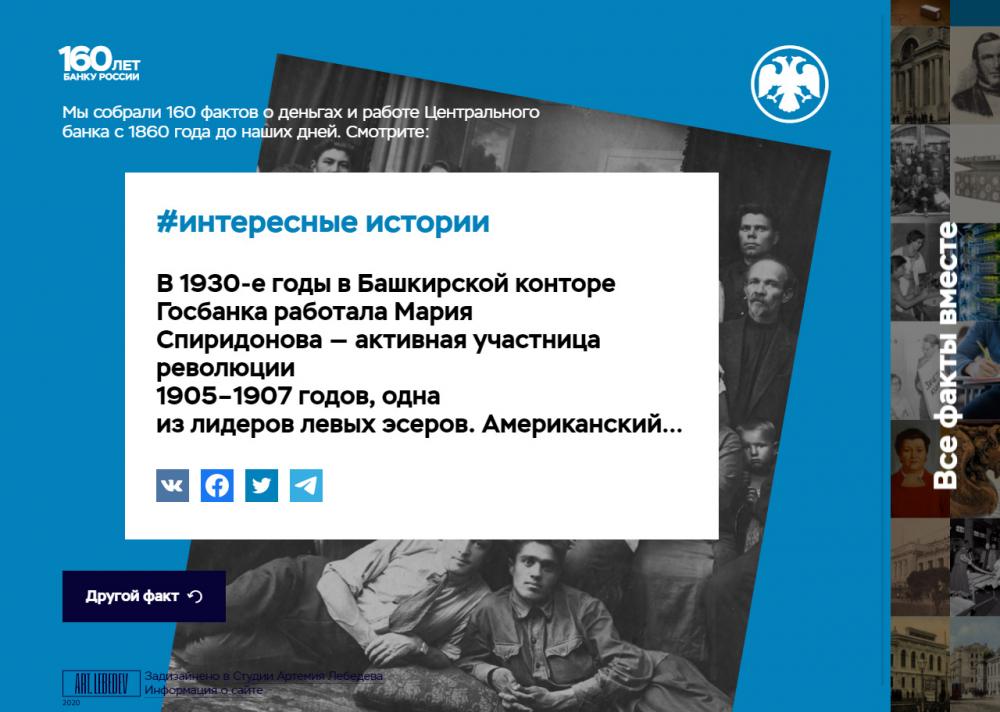 160 ЛЕТ
БАНКУ РОССИИ
Мы собрали 160 фактов о деньгах и работе Центрального
банка с 1860 года до наших дней. Смотрите:
#интересные истории
В 1930-е годы в Башкирской конторе
Госбанка работала Мария
Спиридонова — активная участница
революции
1905–1907 годов, одна
из лидеров левых эсеров. Американский...
Все факты вместе
Другой факт
ART. LEBEDEV
Задизайнено в Студии Артемия Лебедева
Информация о сайте
2020